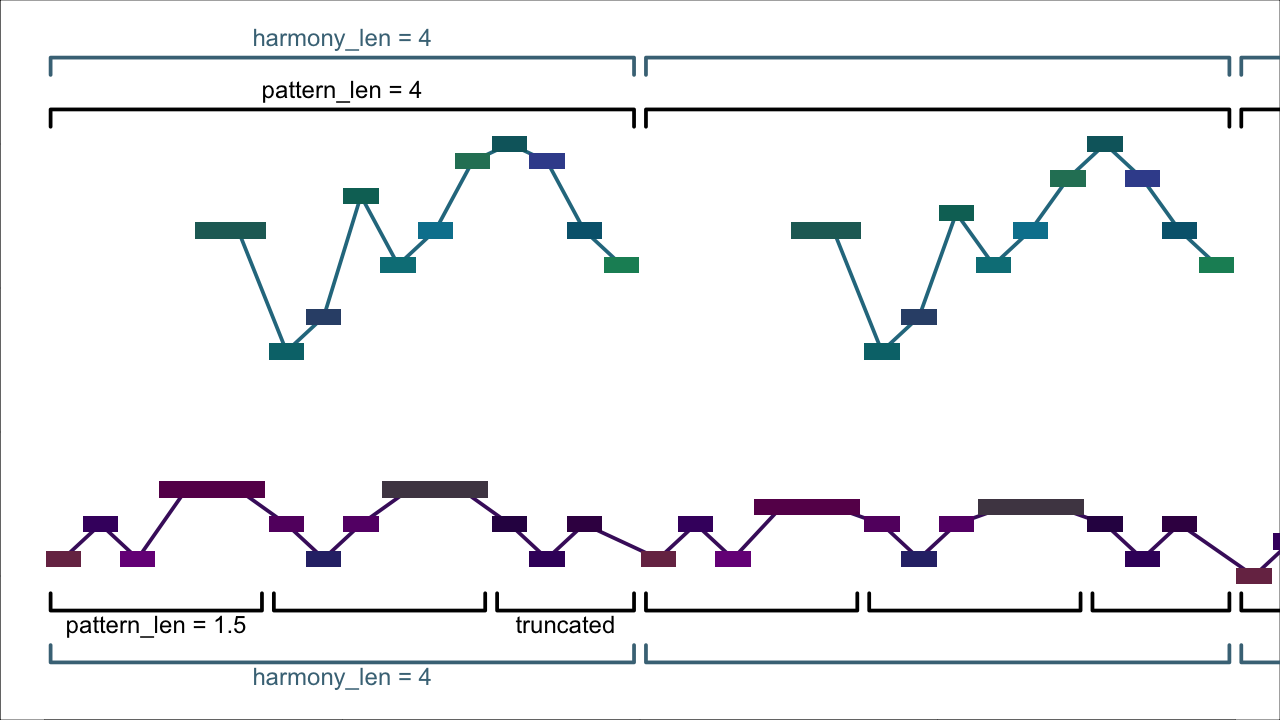 harmony_len = 4
pattern_len = 4
pattern_len = 1.5
truncated
harmony_len = 4